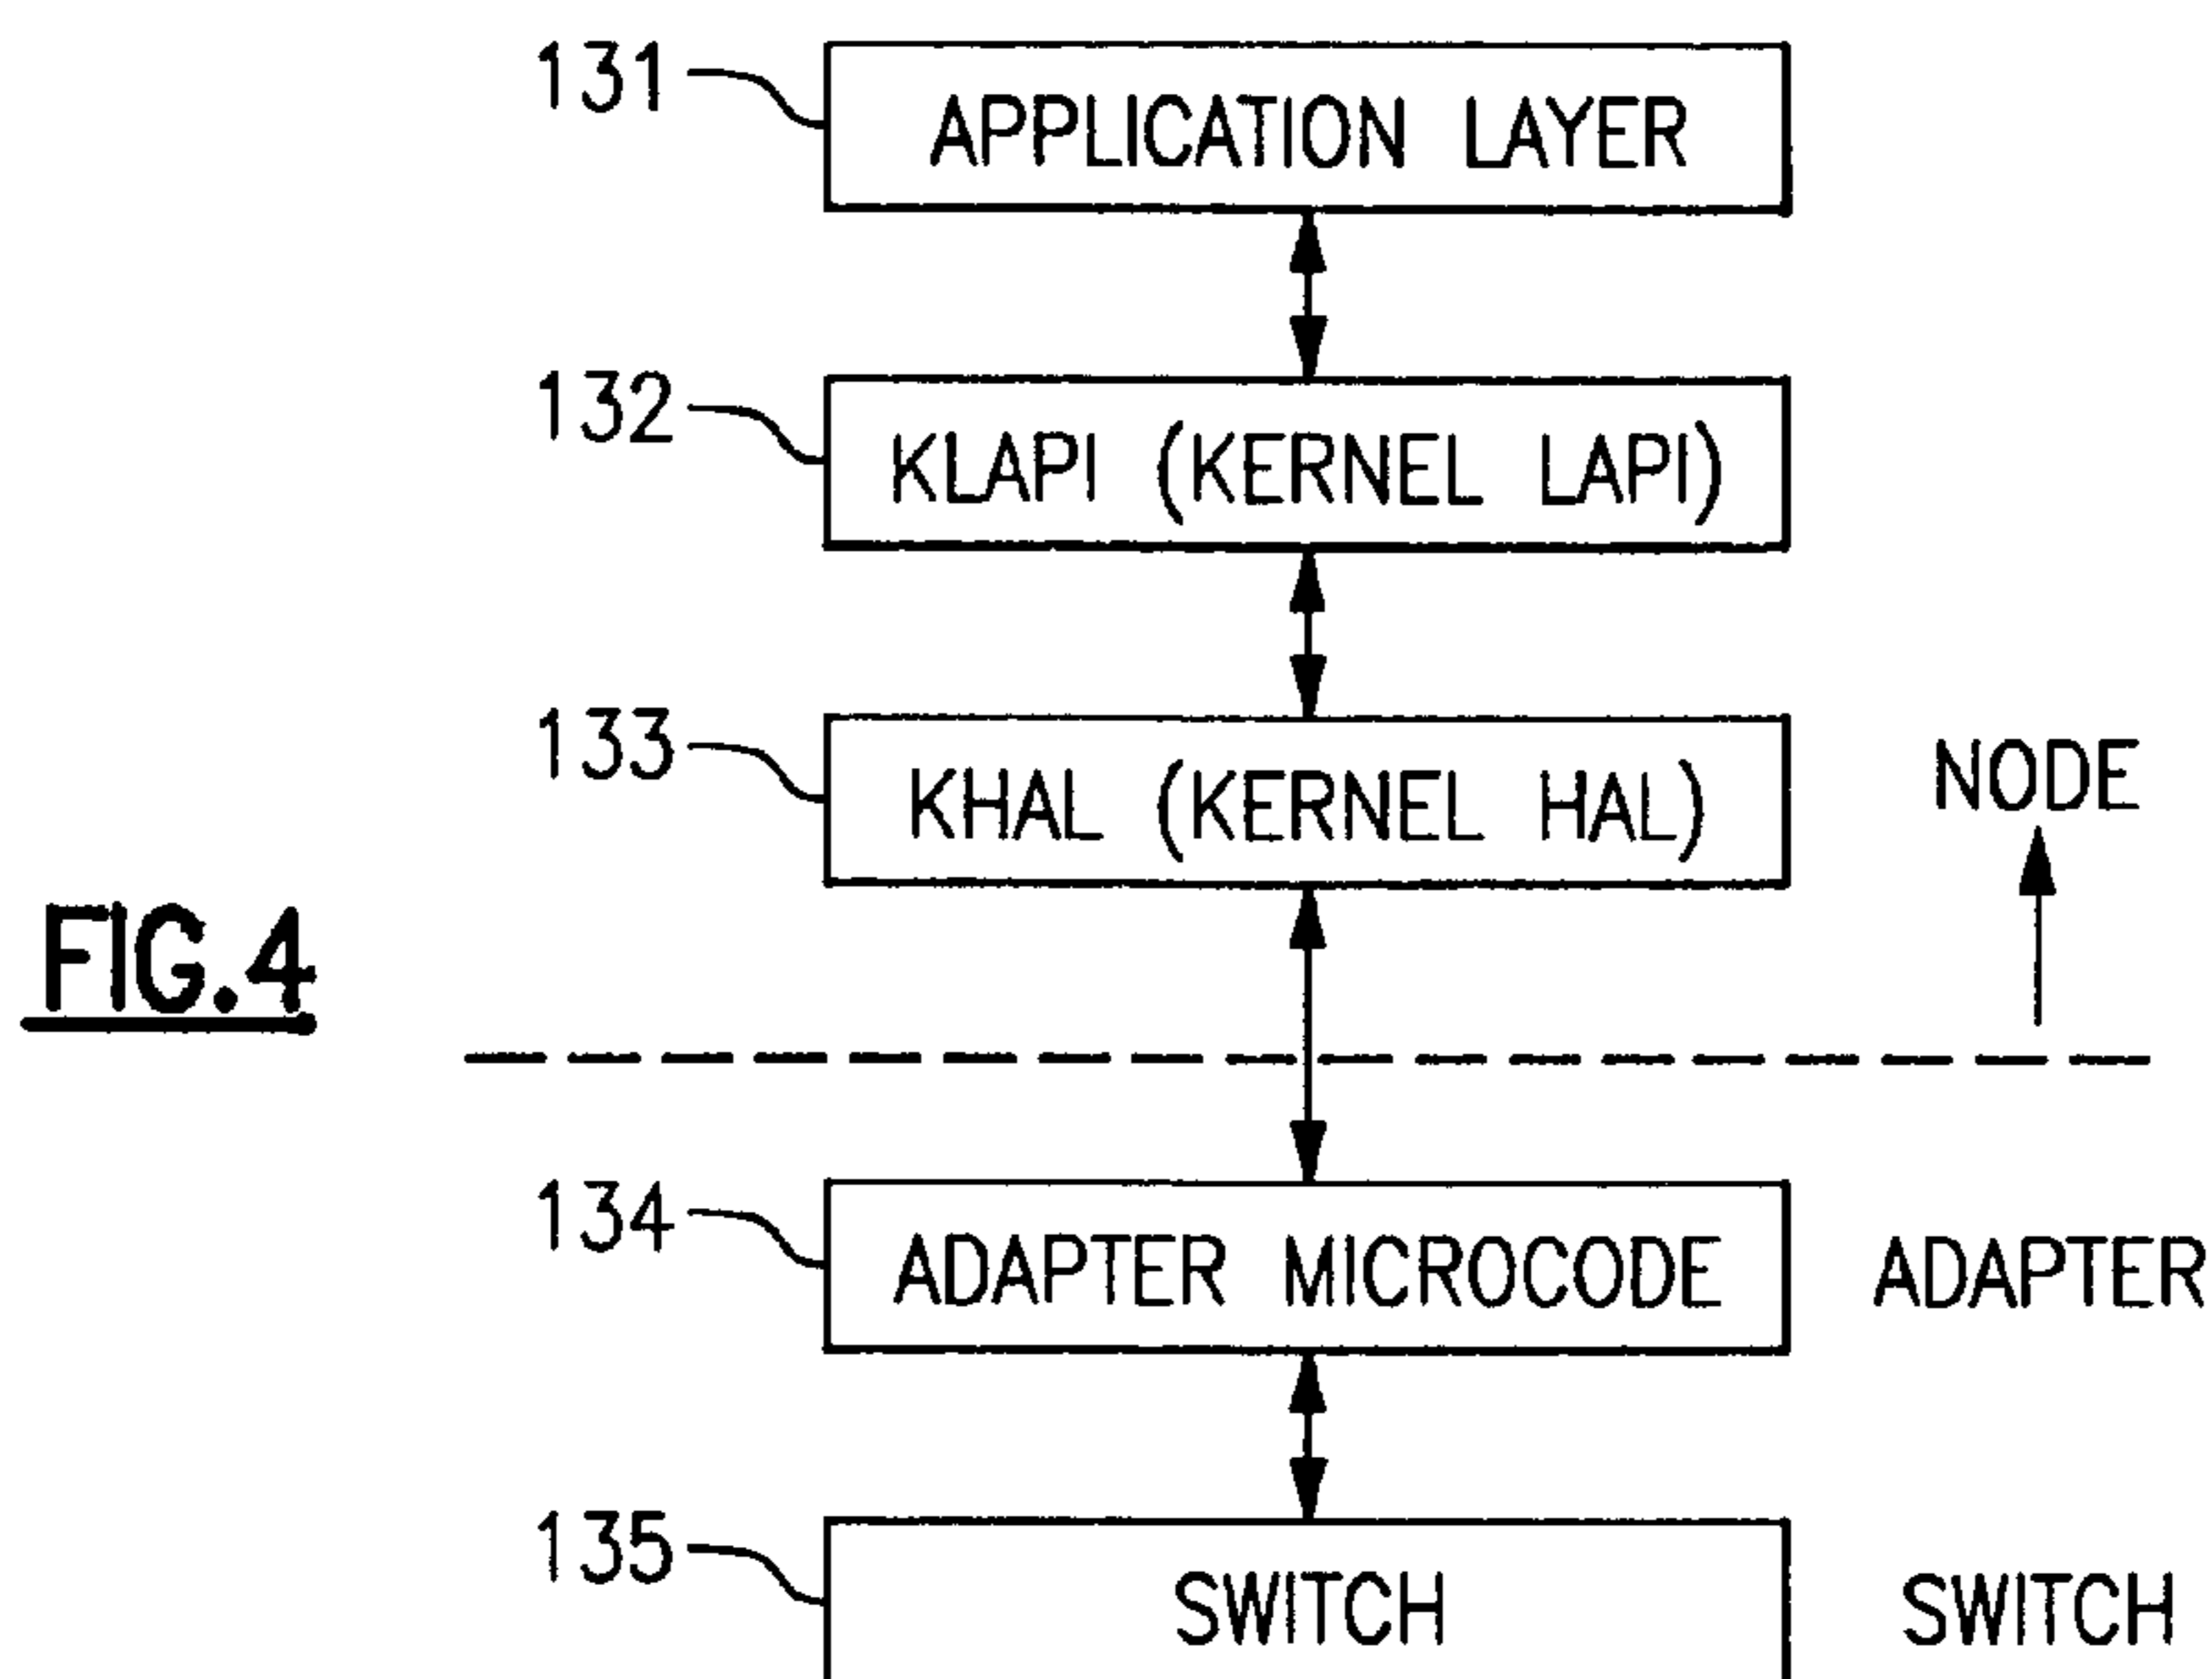 131
APPLICATION LAYER
132
KLAPI (KERNEL LAPI)
133
KHAL (KERNEL HAL)
NODE
FIG.4
134
ADAPTER MICROCODE
ADAPTER
135
SWITCH
SWITCH